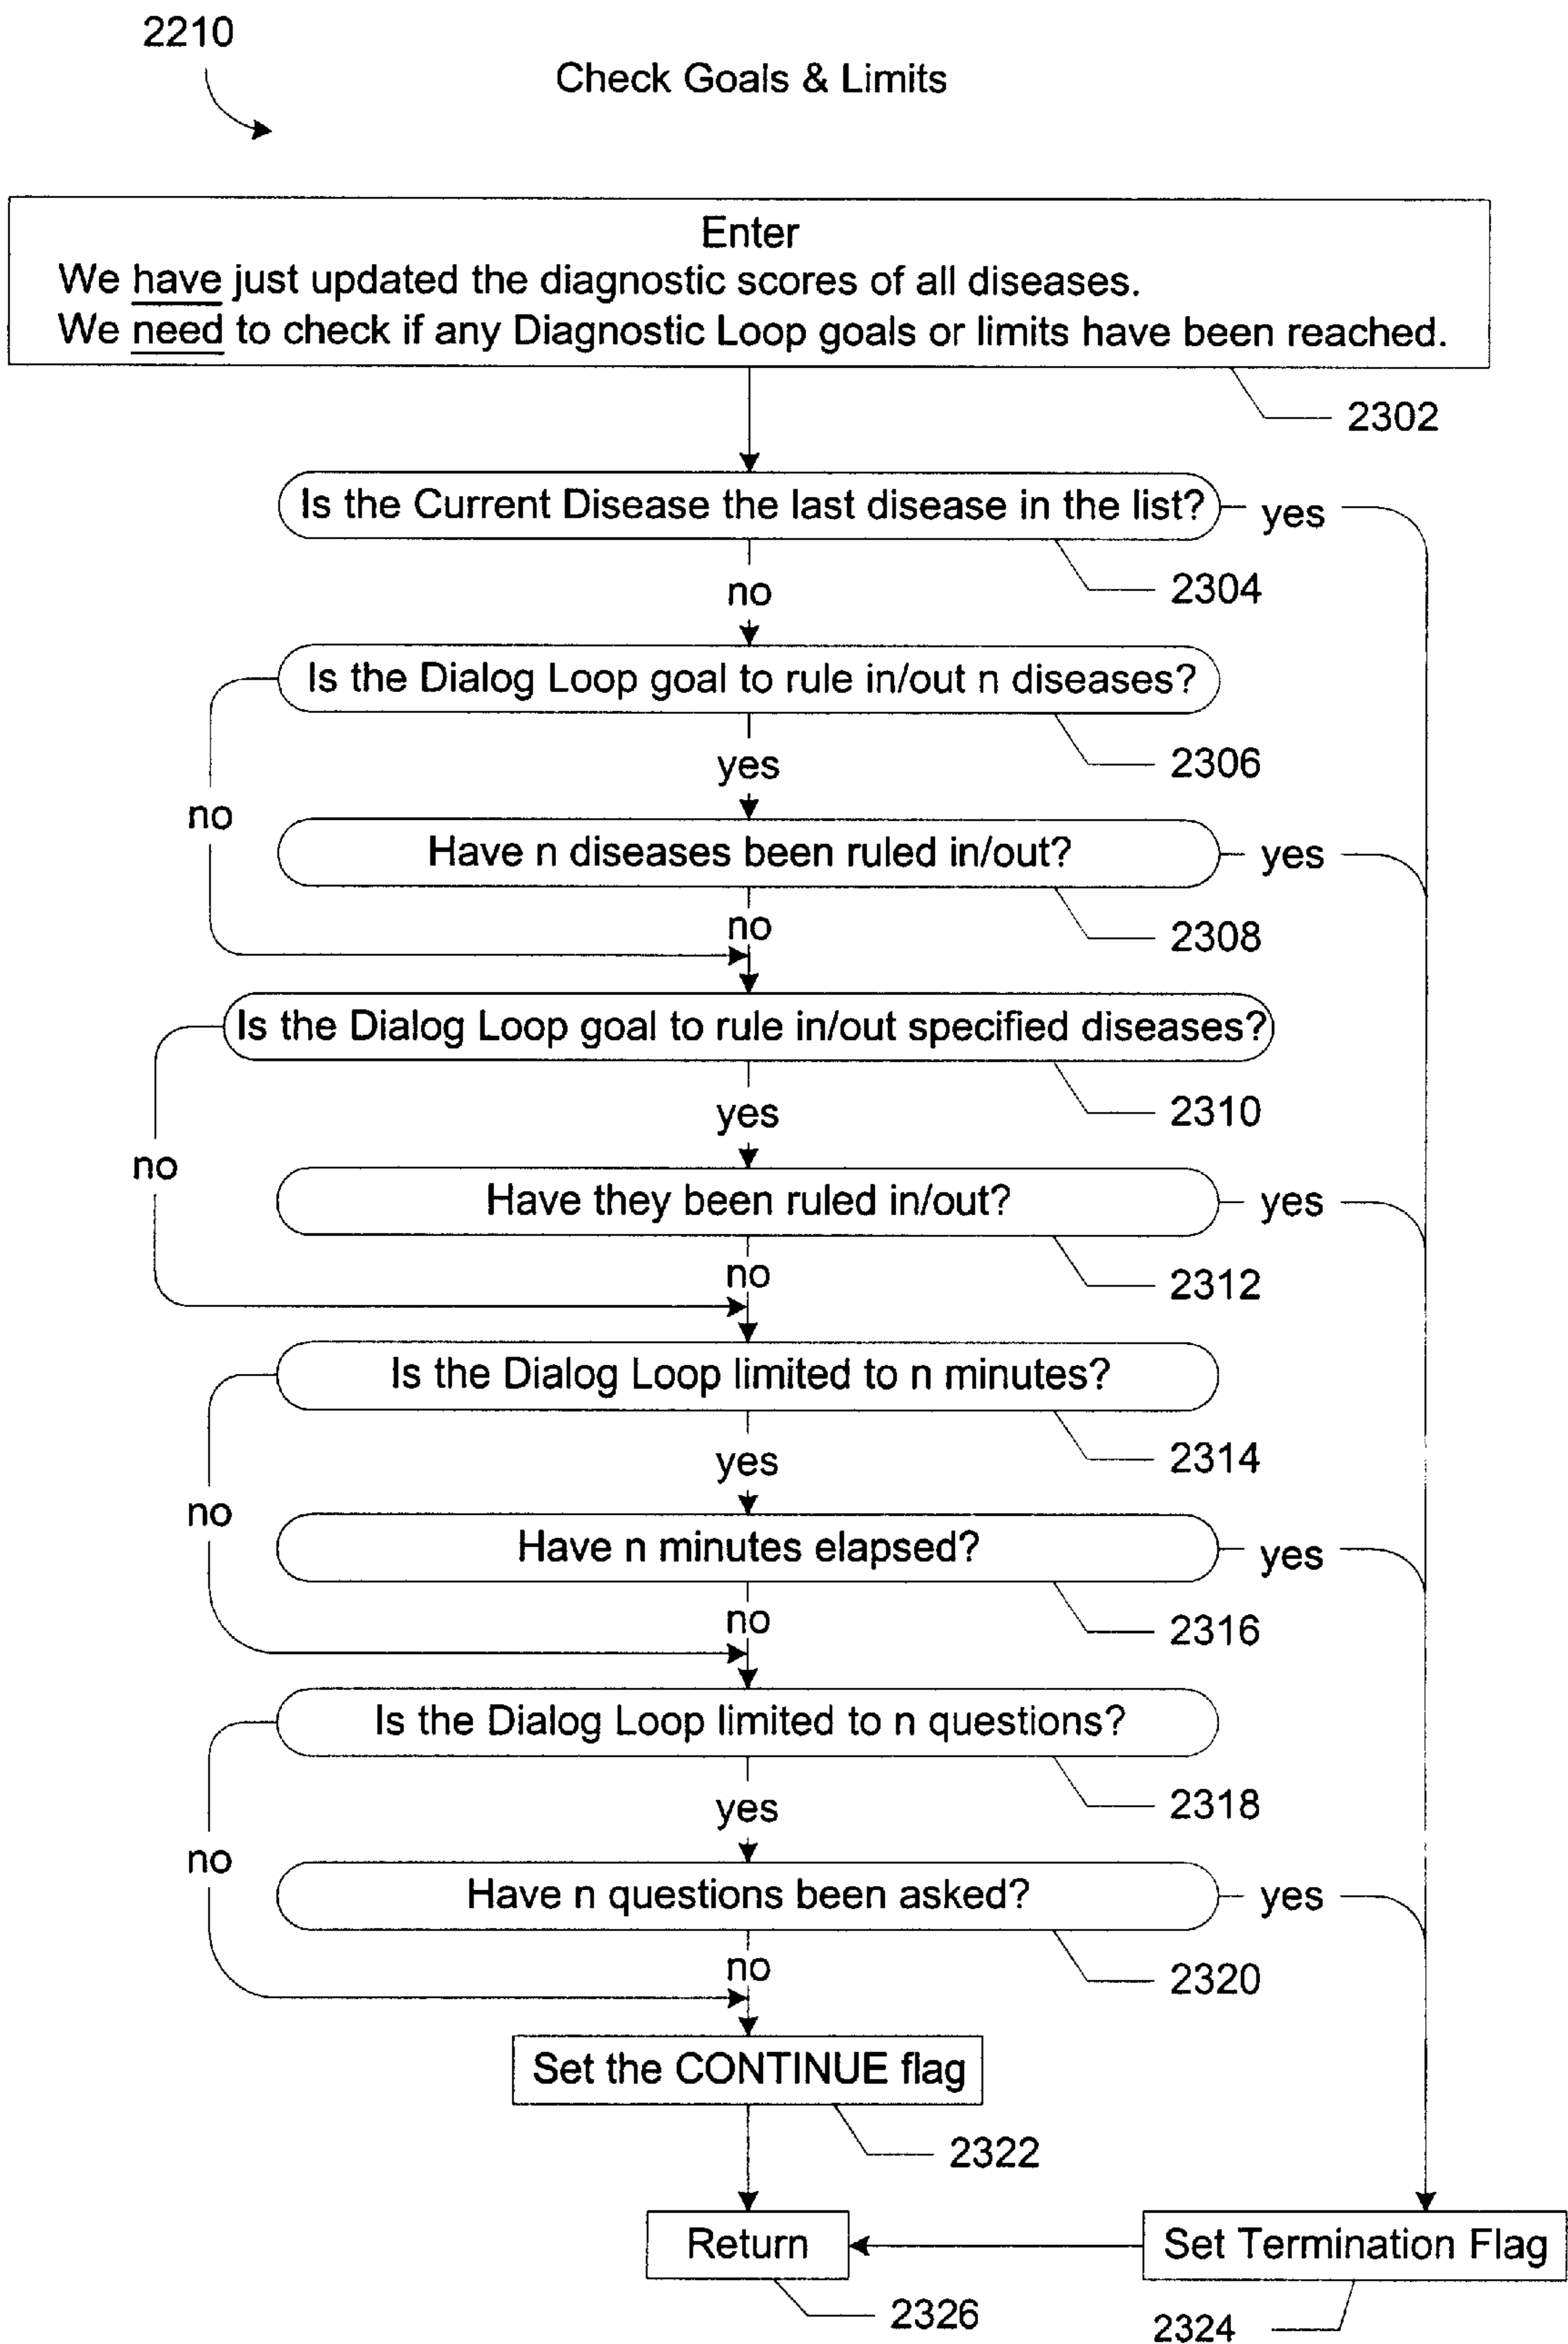 2210
Check Goals & Limits
Enter
We have just updated the diagnostic scores of all diseases.
We need to check if any Diagnostic Loop goals or limits have been reached.
2302
Is the Current Disease the last disease in the list?
yes
2304
no
Is the Dialog Loop goal to rule in/out n diseases?
2306
yes
no
Have n diseases been ruled in/out?
yes
2308
no
Is the Dialog Loop goal to rule in/out specified diseases?
2310
yes
no
Have they been ruled in/out?
yes
2312
no
Is the Dialog Loop limited to n minutes?
2314
yes
no
Have n minutes elapsed?
yes
2316
no
Is the Dialog Loop limited to n questions?
2318
yes
no
Have n questions been asked?
yes
2320
no
Set the CONTINUE flag
2322
Return
Set Termination Flag
2326
2324